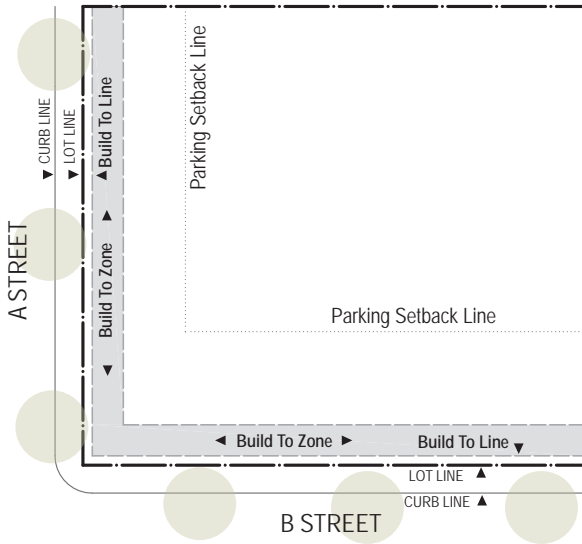 Parking Setback Line
Build To Line
CURB LINE
LOT LINE
A STREET
Build To Zone
Parking Setback Line
Build To Zone
Build To Line
LOT LINE
CURB LINE
B STREET